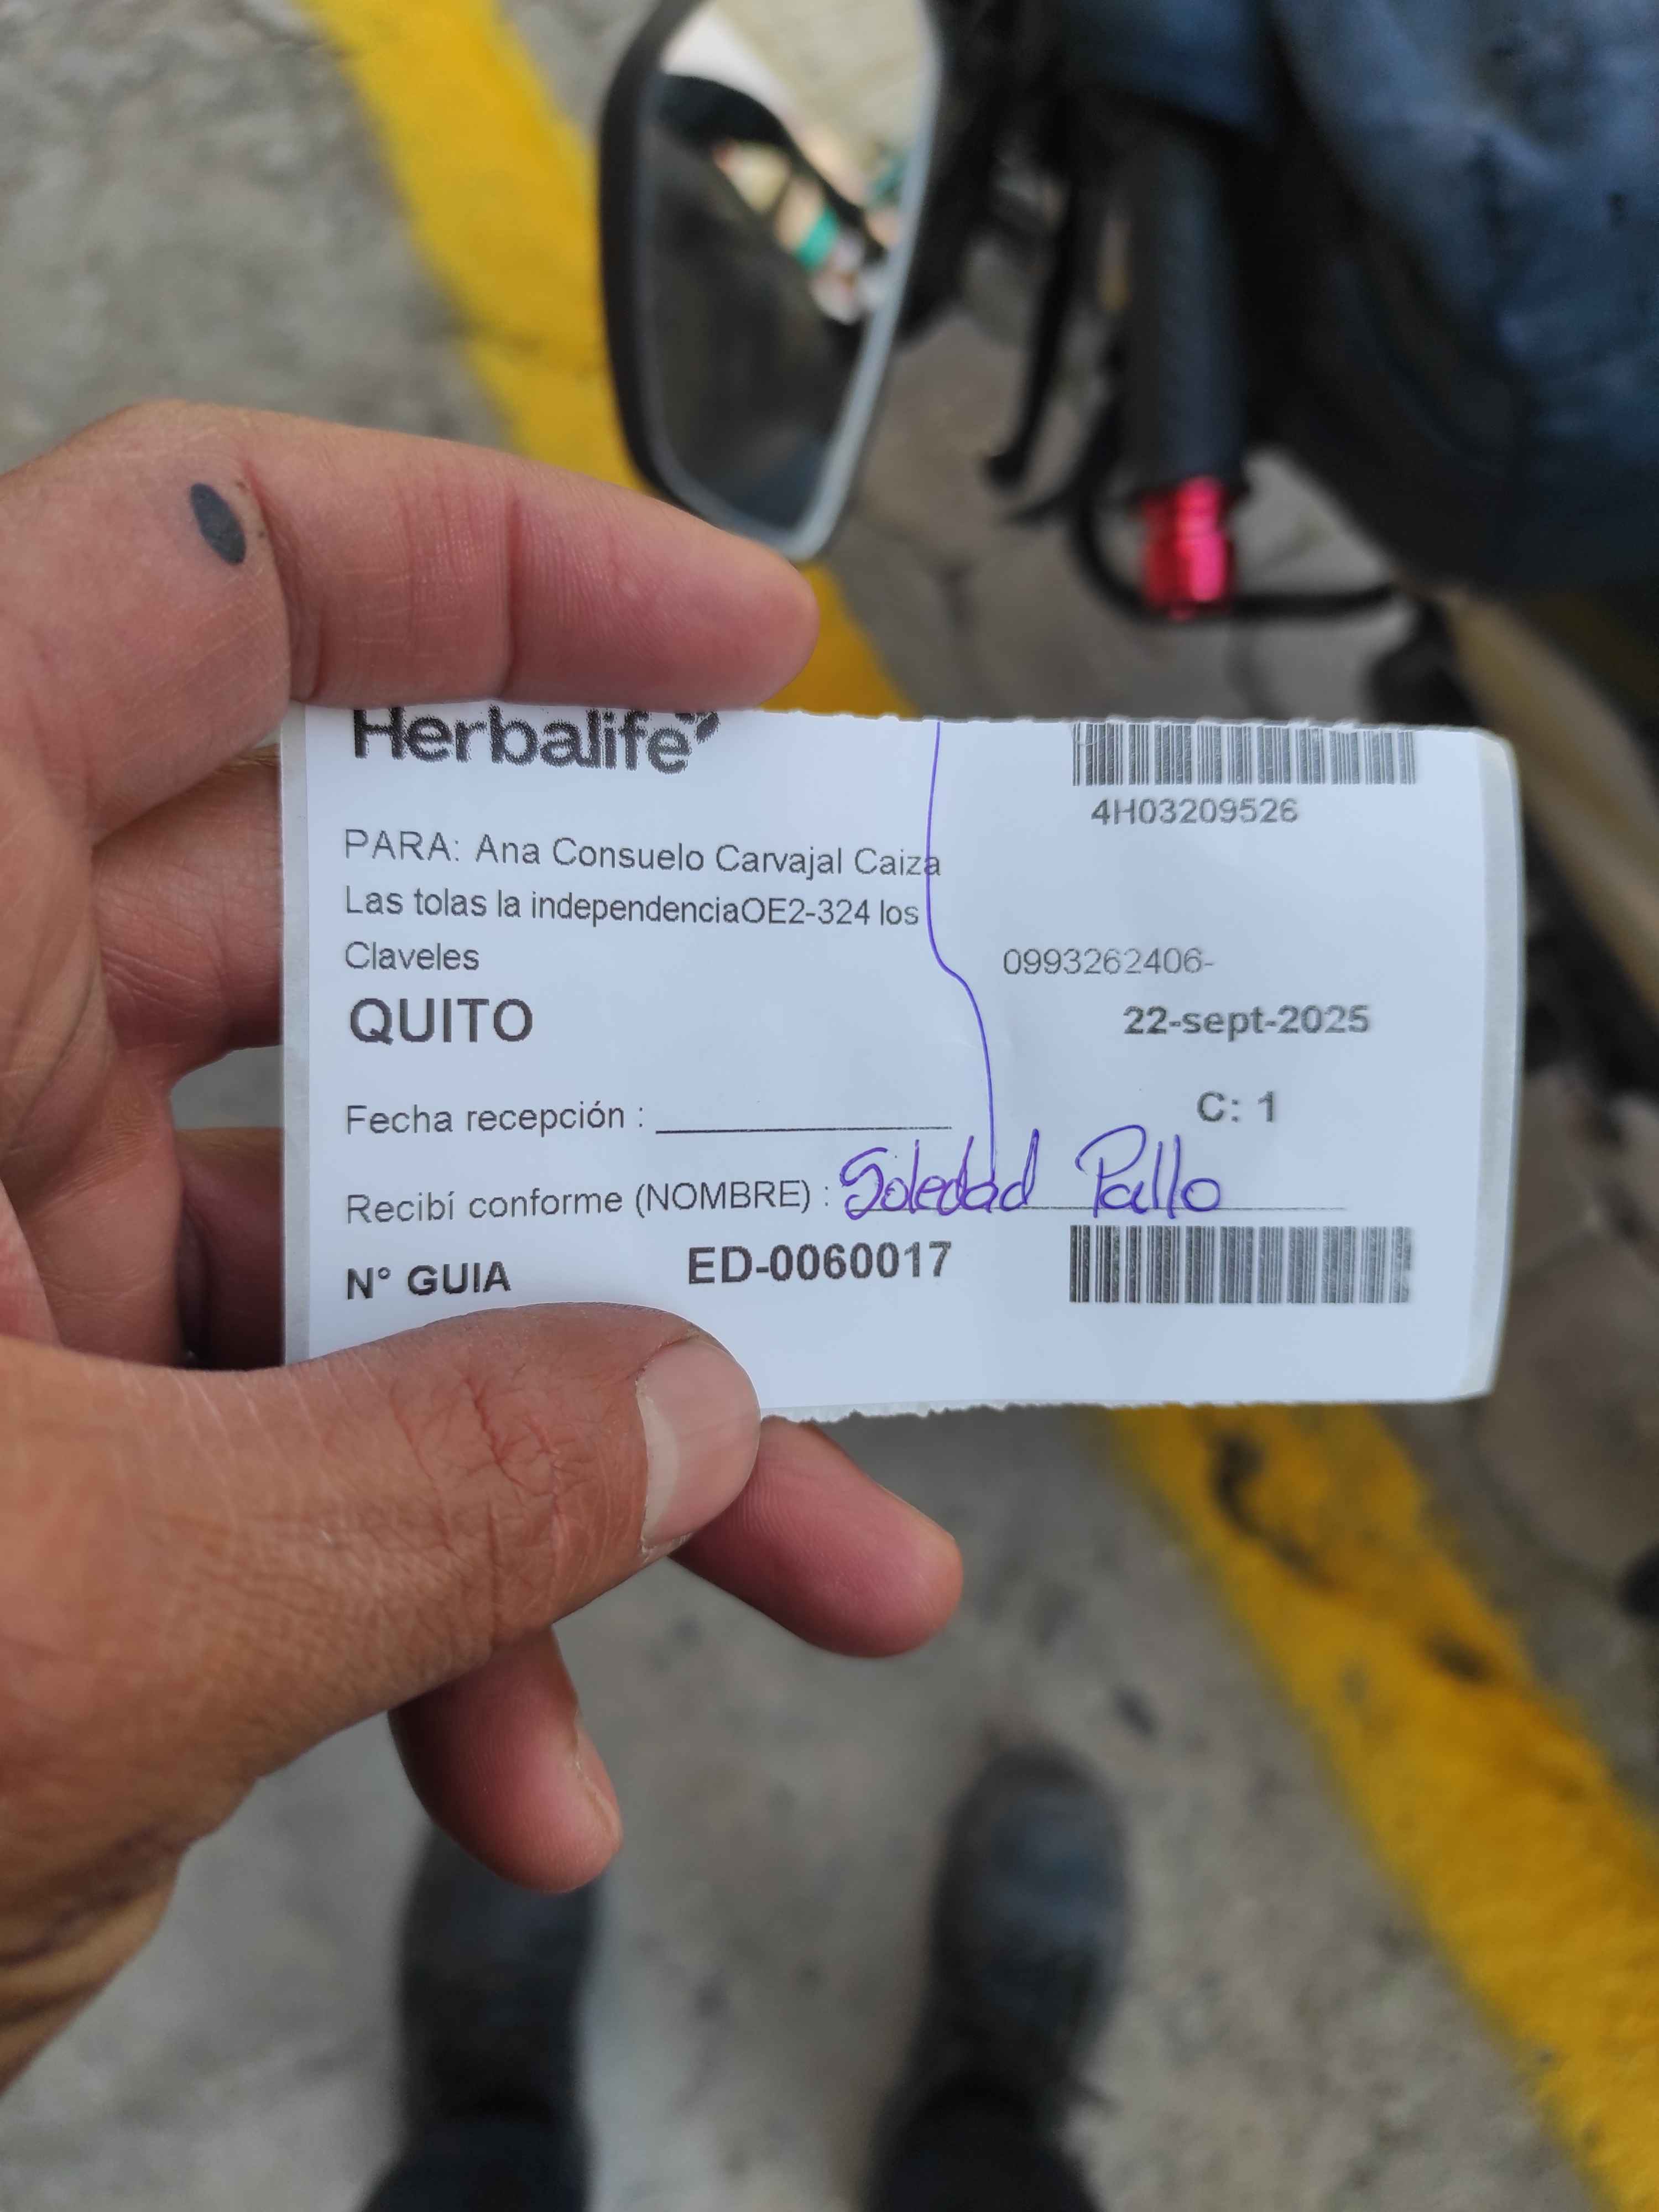 Herbalife
4H03209526
PARA: Ana Consuelo Carvajal Caiza
Las tolas la independenciaOE2-324 los
Claveles
0993262406-
QUITO
22-sept-2025
C: 1
Fecha recepción : ______________
Recibí conforme (NOMBRE) : Soledad Pallo
N° GUIA ED-0060017